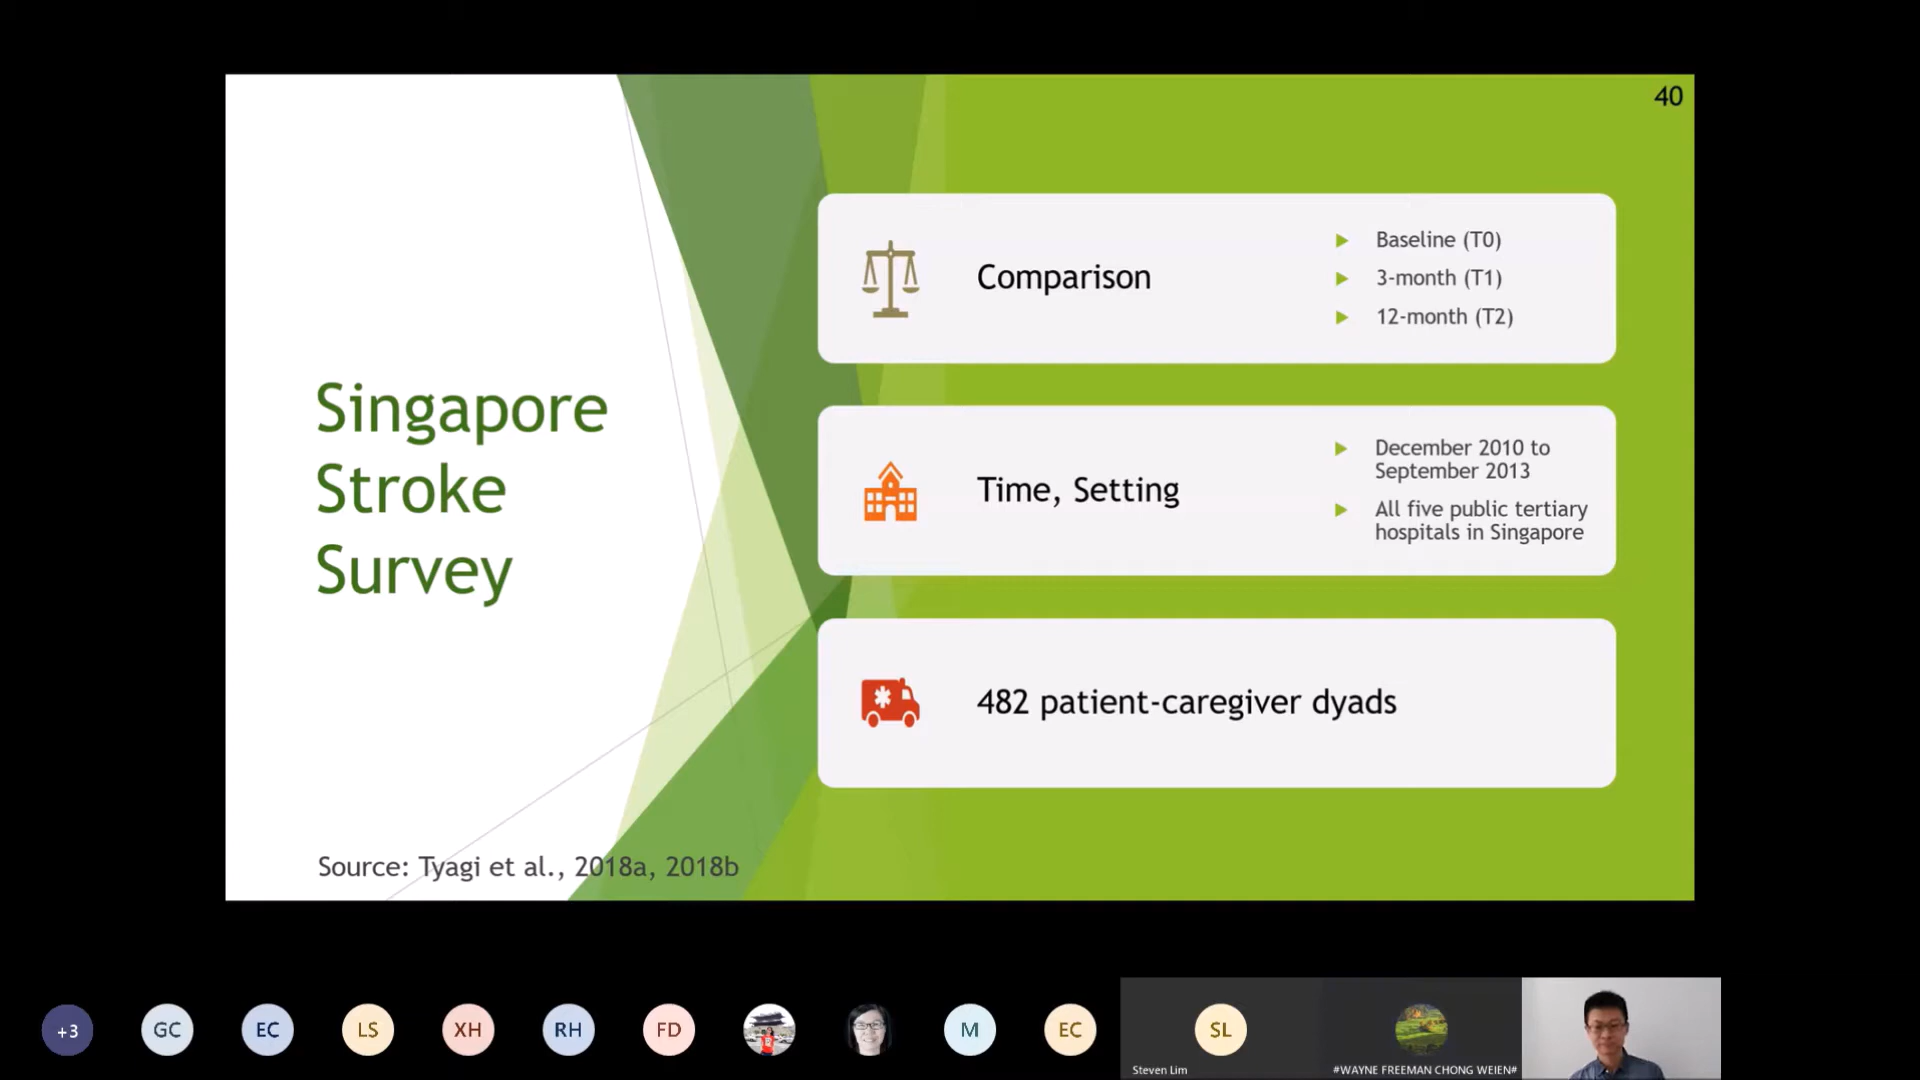 40
Singapore
Stroke
Survey
Comparison
Baseline (T0)
3-month (T1)
12-month (T2)
Time, Setting
December 2010 to
September 2013
All five public tertiary
hospitals in Singapore
482 patient-caregiver dyads
Source: Tyagi et al., 2018a, 2018b
+3
GC
EC
LS
XH
RH
FD
M
EC
SL
Steven Lim
#WAYNE FREEMAN CHONG WEIEN#